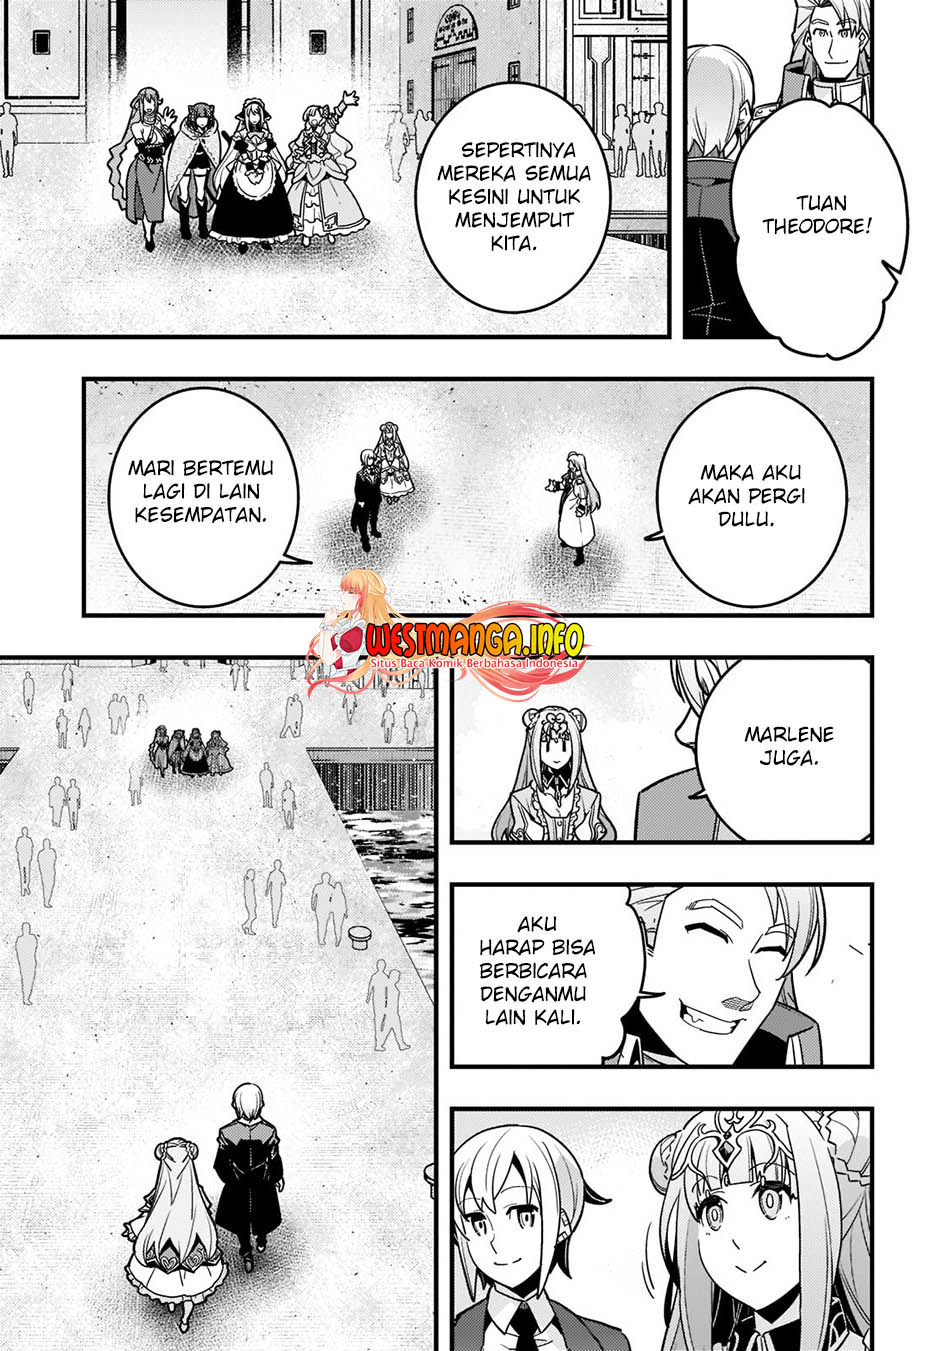 TUAN
THEODORE!
SEPERTINYA
MEREKA SEMUA
KESINI UNTUK
MENJEMPUT
KITA.
MAKA AKU
AKAN PERGI
DULU.
MARI BERTEMU
LAGI DI LAIN
KESEMPATAN.
WESTMANGA.INFO
Situs Baca Komik Berbahasa Indonesia
MARLENE
JUGA.
AKU
HARAP BISA
BERBICARA
DENGANMU
LAIN KALI.